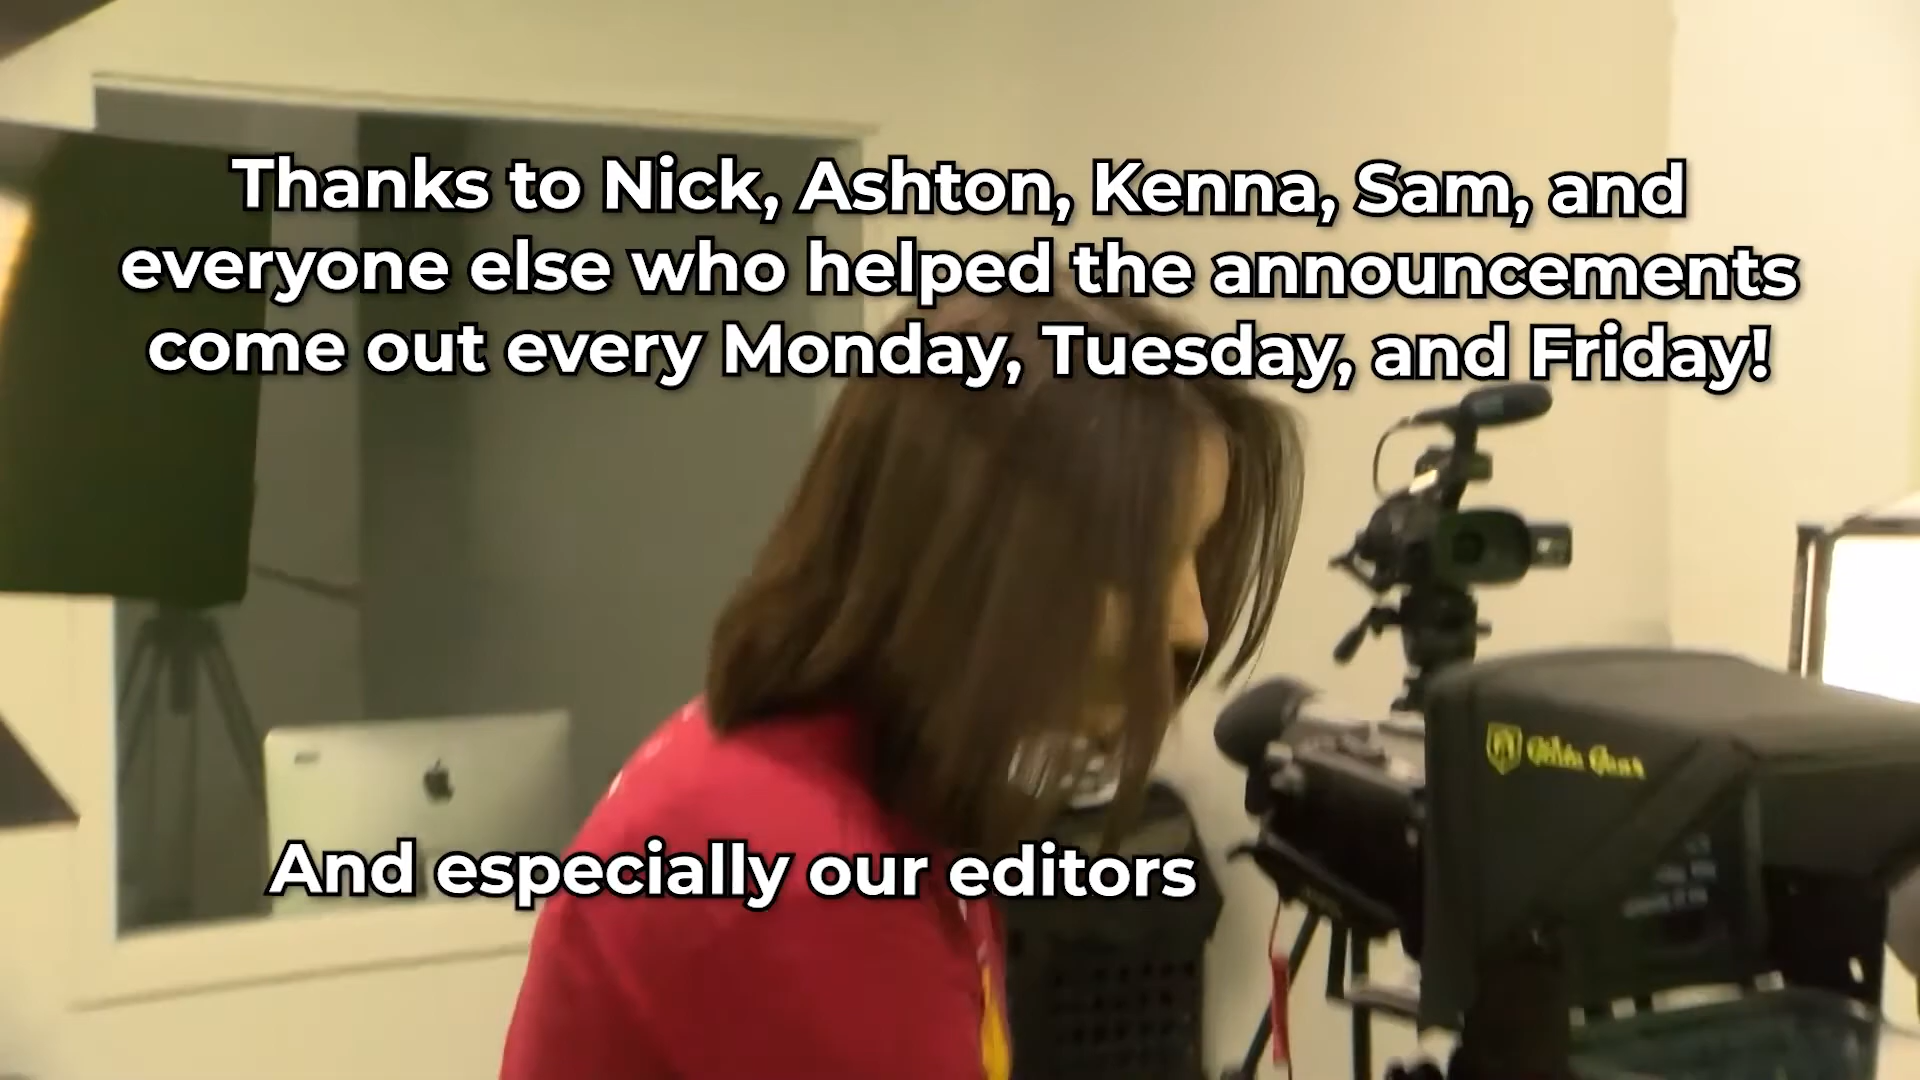 Thanks to Nick, Ashton, Kenna, Sam, and
everyone else who helped the announcements
come out every Monday, Tuesday, and Friday!
And especially our editors